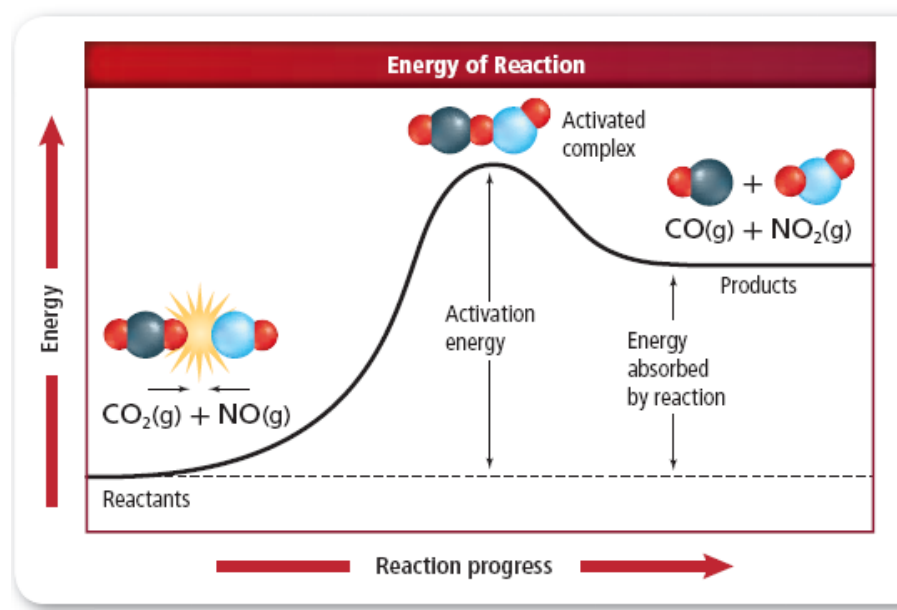 Energy of Reaction
Activated
complex
+
CO(g) + NO₂(g)
Products
Energy
Activation
energy
Energy
absorbed
by reaction
CO₂(g) + NO(g)
Reactants
Reaction progress